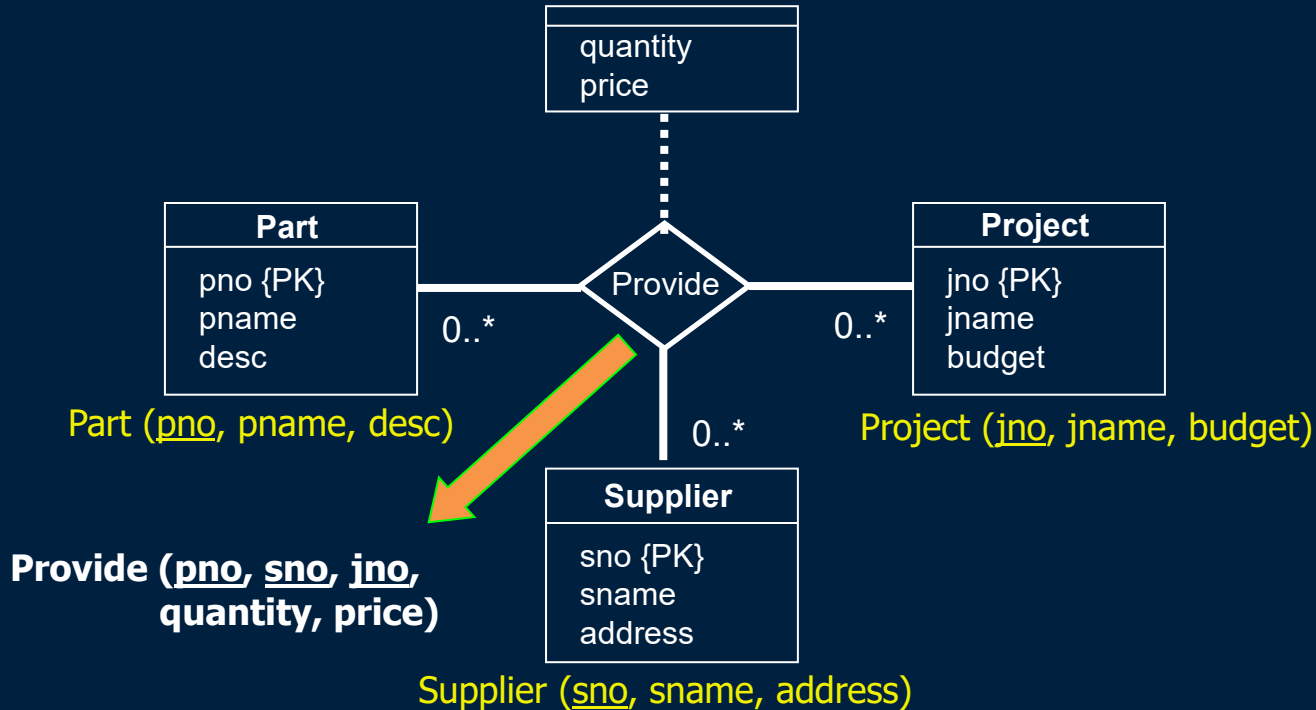 quantity
price
Part
pno {PK}
pname
desc
Provide
Project
jno {PK}
jname
budget
0..*
0..*
Part (pno, pname, desc)
0..*
Project (jno, jname, budget)
Supplier
sno {PK}
sname
address
Provide (pno, sno, jno,
quantity, price)
Supplier (sno, sname, address)